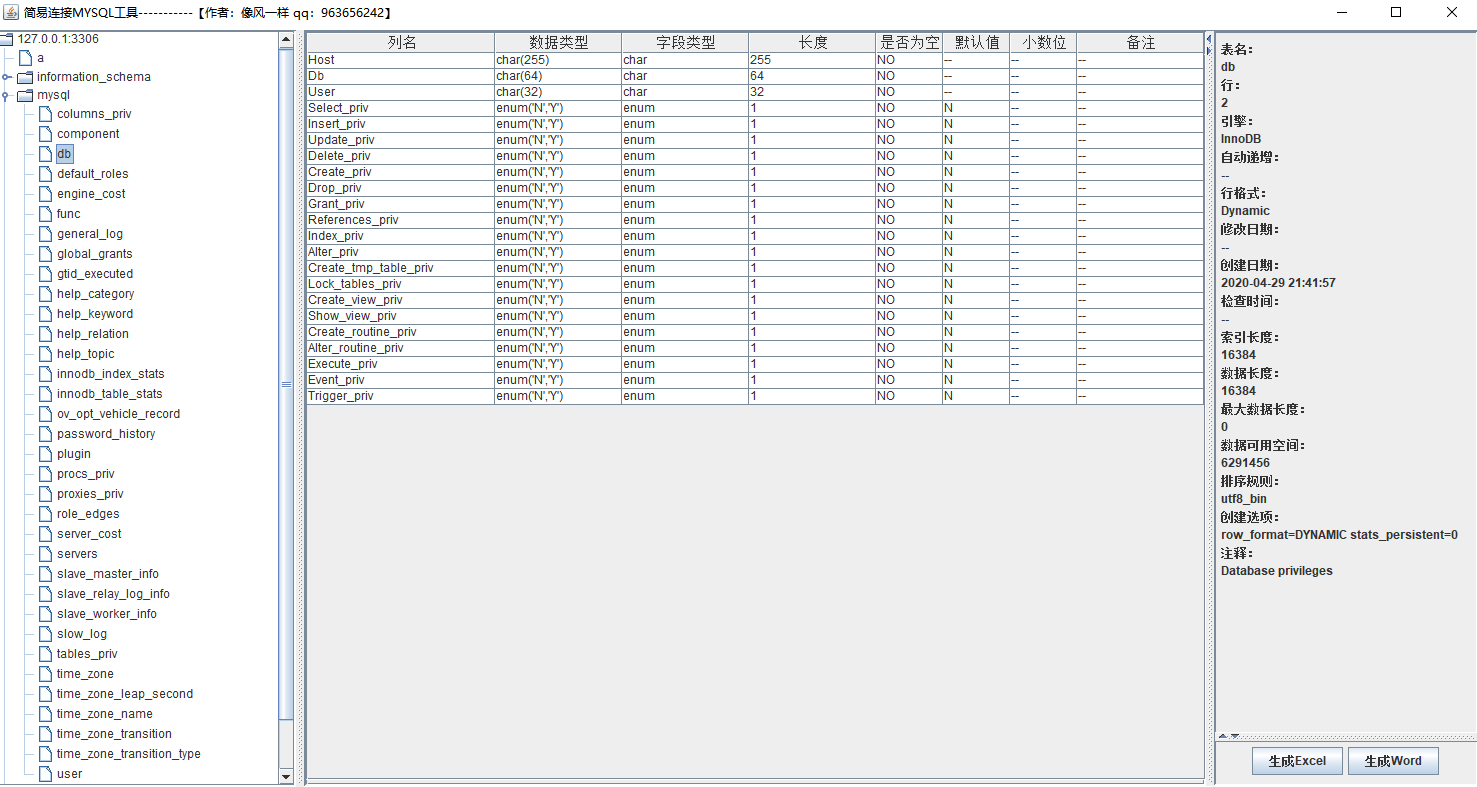 简易连接MYSQL工具-----------【作者：像风一样 qq：963656242】
127.0.0.1:3306
a
information_schema
mysql
columns_priv
component
db
default_roles
engine_cost
func
general_log
global_grants
gtid_executed
help_category
help_keyword
help_relation
help_topic
innodb_index_stats
innodb_table_stats
ov_opt_vehicle_record
password_history
plugin
procs_priv
proxies_priv
role_edges
server_cost
servers
slave_master_info
slave_relay_log_info
slave_worker_info
slow_log
tables_priv
time_zone
time_zone_leap_second
time_zone_name
time_zone_transition
time_zone_transition_type
user
列名 数据类型 字段类型 长度 是否为空 默认值 小数位 备注
Host char(255) char 255 NO -- -- --
Db char(64) char 64 NO -- -- --
User char(32) char 32 NO -- -- --
Select_priv enum('N','Y') enum 1 NO N -- --
Insert_priv enum('N','Y') enum 1 NO N -- --
Update_priv enum('N','Y') enum 1 NO N -- --
Delete_priv enum('N','Y') enum 1 NO N -- --
Create_priv enum('N','Y') enum 1 NO N -- --
Drop_priv enum('N','Y') enum 1 NO N -- --
Grant_priv enum('N','Y') enum 1 NO N -- --
References_priv enum('N','Y') enum 1 NO N -- --
Index_priv enum('N','Y') enum 1 NO N -- --
Alter_priv enum('N','Y') enum 1 NO N -- --
Create_tmp_table_priv enum('N','Y') enum 1 NO N -- --
Lock_tables_priv enum('N','Y') enum 1 NO N -- --
Create_view_priv enum('N','Y') enum 1 NO N -- --
Show_view_priv enum('N','Y') enum 1 NO N -- --
Create_routine_priv enum('N','Y') enum 1 NO N -- --
Alter_routine_priv enum('N','Y') enum 1 NO N -- --
Execute_priv enum('N','Y') enum 1 NO N -- --
Event_priv enum('N','Y') enum 1 NO N -- --
Trigger_priv enum('N','Y') enum 1 NO N -- --
表名：
db
行：
2
引擎：
InnoDB
自动递增：
--
行格式：
Dynamic
修改日期：
--
创建日期：
2020-04-29 21:41:57
检查时间：
--
索引长度：
16384
数据长度：
16384
最大数据长度：
0
数据可用空间：
6291456
排序规则：
utf8_bin
创建选项：
row_format=DYNAMIC stats_persistent=0
注释：
Database privileges
生成Excel 生成Word